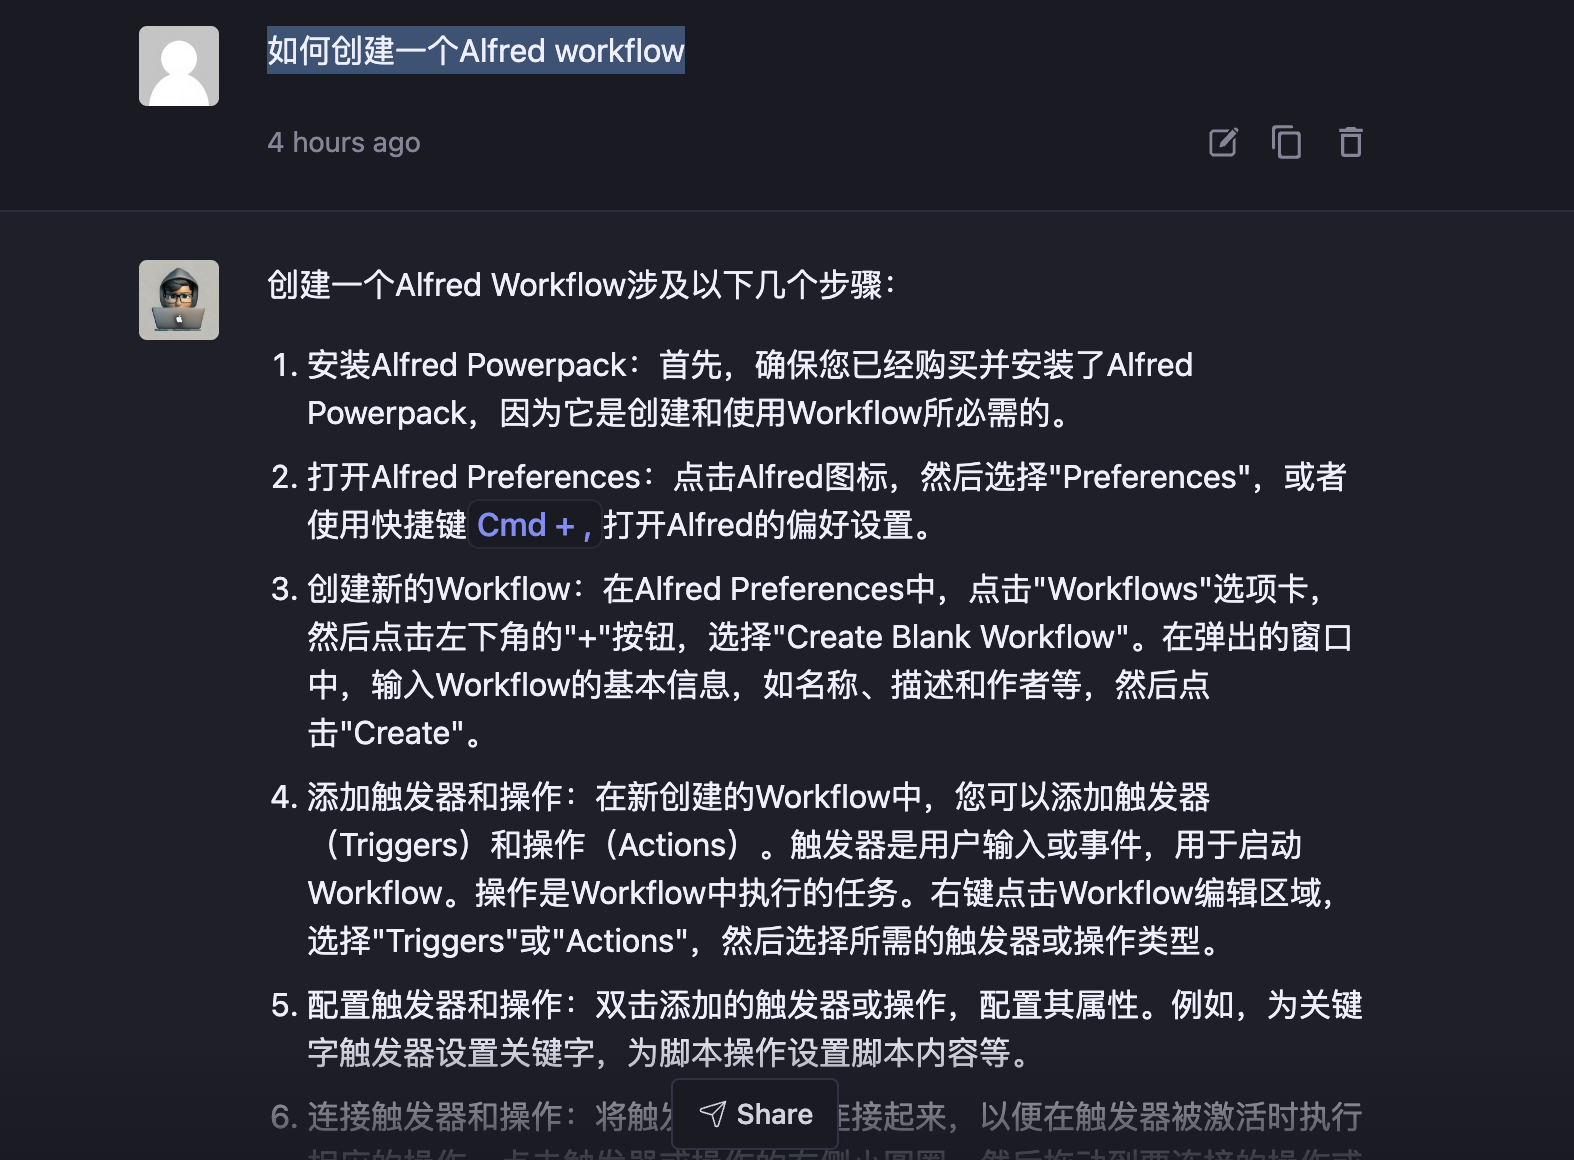 如何创建一个Alfred workflow
4 hours ago
创建一个Alfred Workflow涉及以下几个步骤：
1. 安装Alfred Powerpack：首先，确保您已经购买并安装了Alfred
Powerpack，因为它是创建和使用Workflow所必需的。
2. 打开Alfred Preferences：点击Alfred图标，然后选择"Preferences"，或者
使用快捷键 Cmd + , 打开Alfred的偏好设置。
3. 创建新的Workflow：在Alfred Preferences中，点击"Workflows"选项卡，
然后点击左下角的"+"按钮，选择"Create Blank Workflow"。在弹出的窗口
中，输入Workflow的基本信息，如名称、描述和作者等，然后点
击"Create"。
4. 添加触发器和操作：在新创建的Workflow中，您可以添加触发器
（Triggers）和操作（Actions）。触发器是用户输入或事件，用于启动
Workflow。操作是Workflow中执行的任务。右键点击Workflow编辑区域，
选择"Triggers"或"Actions"，然后选择所需的触发器或操作类型。
5. 配置触发器和操作：双击添加的触发器或操作，配置其属性。例如，为关键
字触发器设置关键字，为脚本操作设置脚本内容等。
6. 连接触发器和操作：将触发 连接起来，以便在触发器被激活时执行
Share